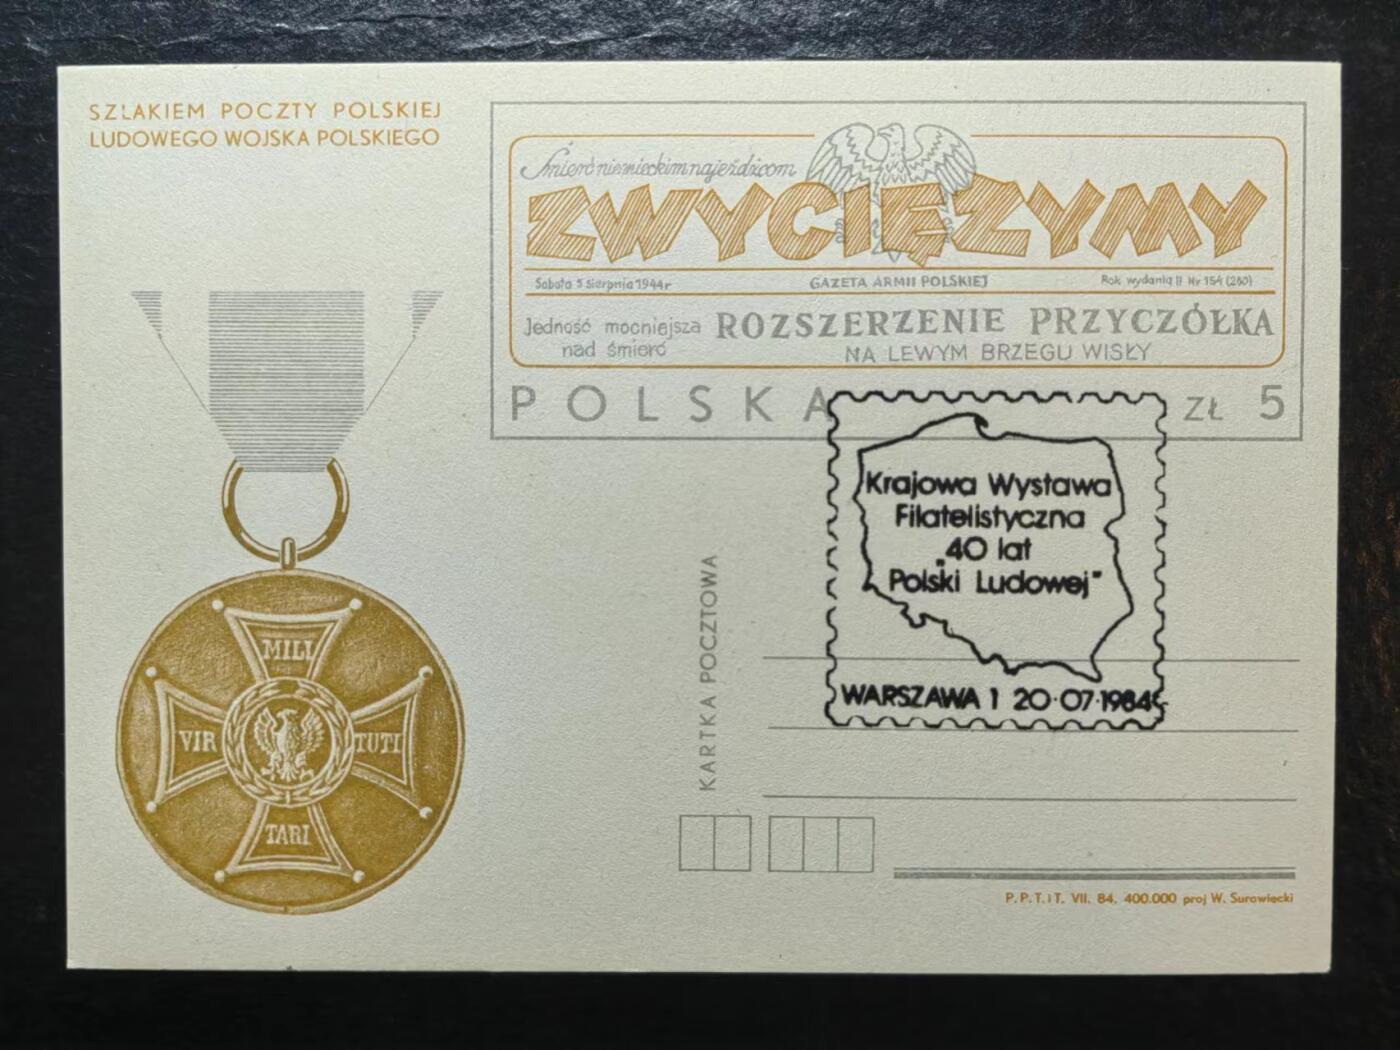 SZLAKIEM POCZTY POLSKIEJ
LUDOWEGO WOJSKA POLSKIEGO
Śmierć niemieckim najeźdźcom
ZWYCIĘŻYMY
Sobota 5 Sierpnia 1944 r
GAZETA ARMII POLSKIEJ
Rok wydania II Nr 154 (260)
Jedność mocniejsza
nad śmierć
ROZSZERZENIE PRZYCZÓŁKA
NA LEWYM BRZEGU WISŁY
POLSKA ZŁ 5
Krajowa Wystawa
Filatelistyczna
"40 lat
Polski Ludowej"
WARSZAWA 1 20·07·1984
KARTKA POCZTOWA
MILI
VIR TUTI
TARI
P.P.T.iT. VII. 84. 400.000 proj W. Surowiecki